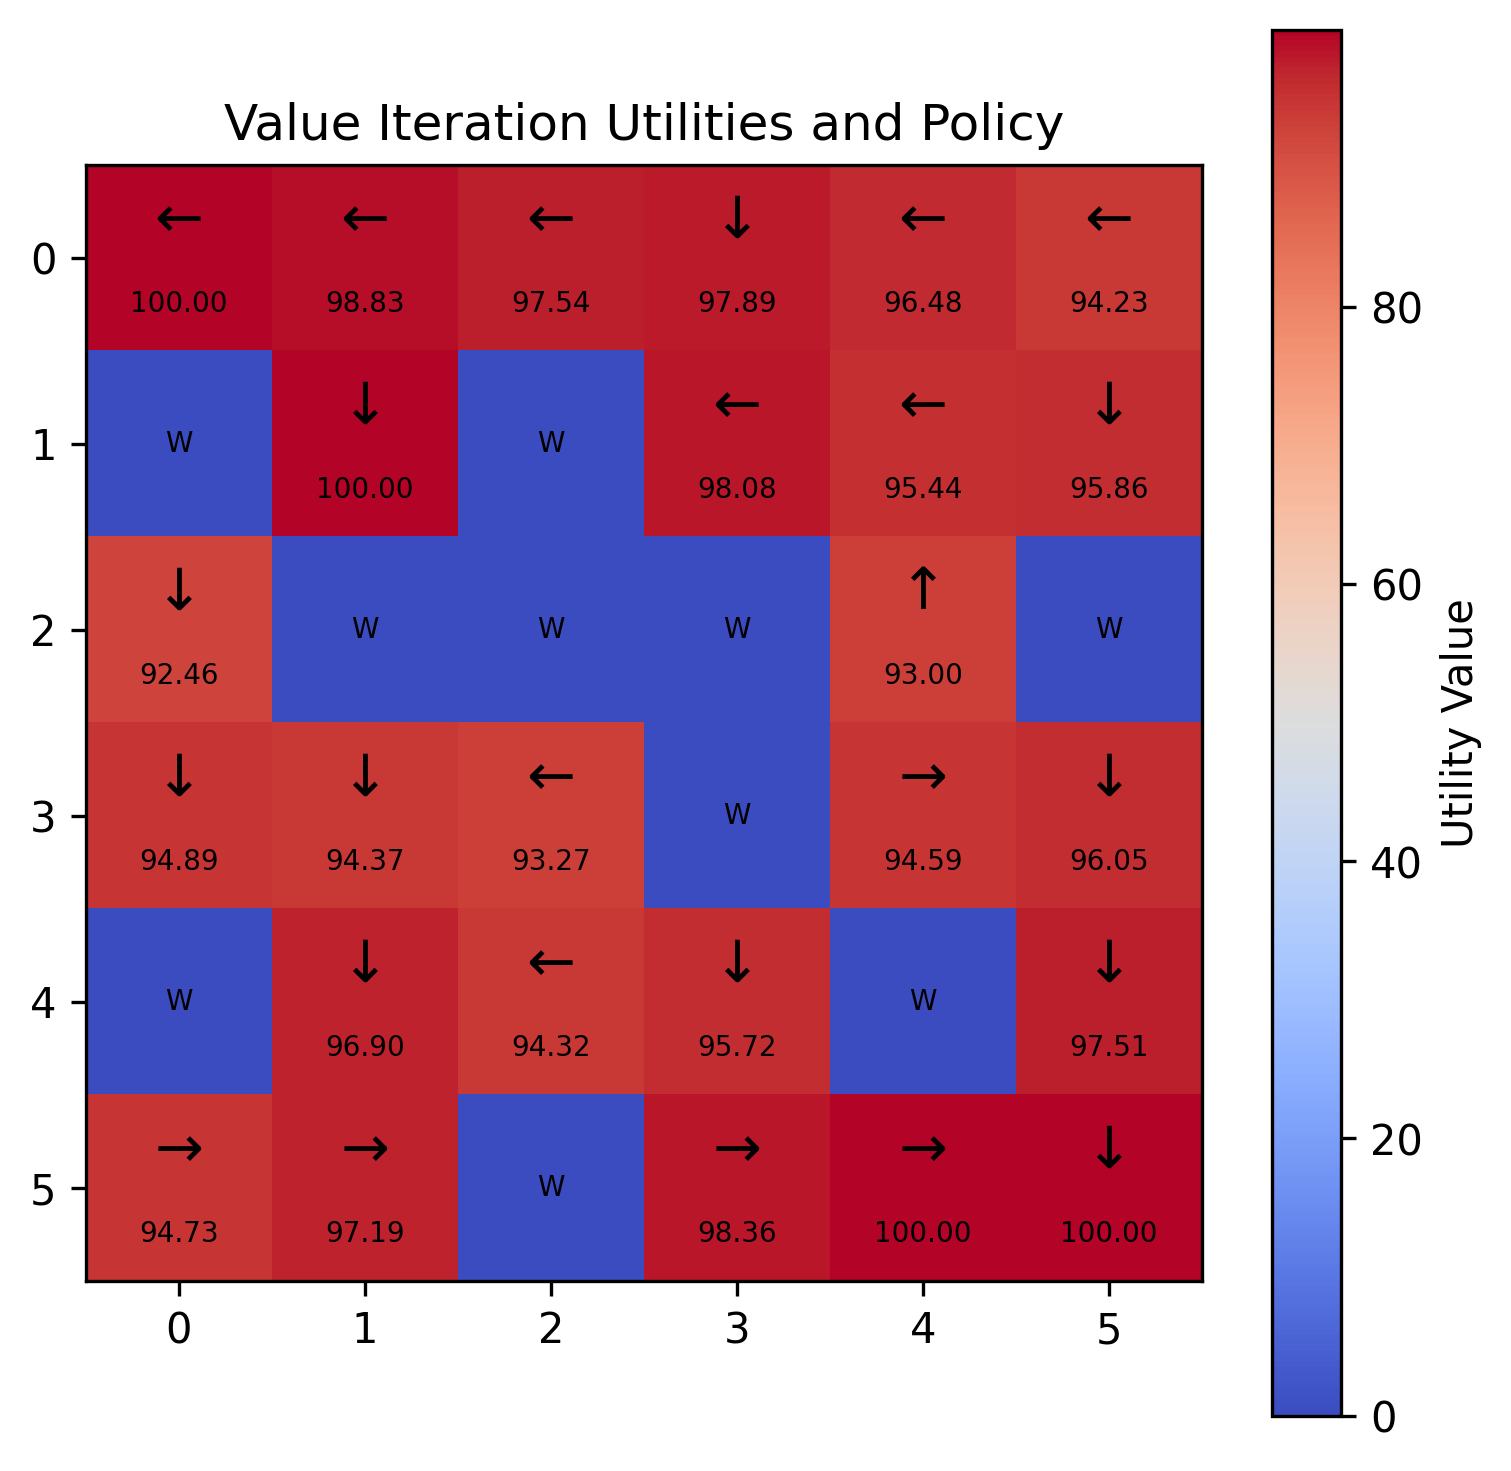 Value Iteration Utilities and Policy
0 ← ← ← ↓ ← ←
100.00 98.83 97.54 97.89 96.48 94.23
1 W ↓ W ← ← ↓
100.00 98.08 95.44 95.86
2 ↓ W W W ↑ W
92.46 93.00
3 ↓ ↓ ← W → ↓
94.89 94.37 93.27 94.59 96.05
4 W ↓ ← ↓ W ↓
96.90 94.32 95.72 97.51
5 → → W → → ↓
94.73 97.19 98.36 100.00 100.00
0 1 2 3 4 5
80
60
40
20
0
Utility Value